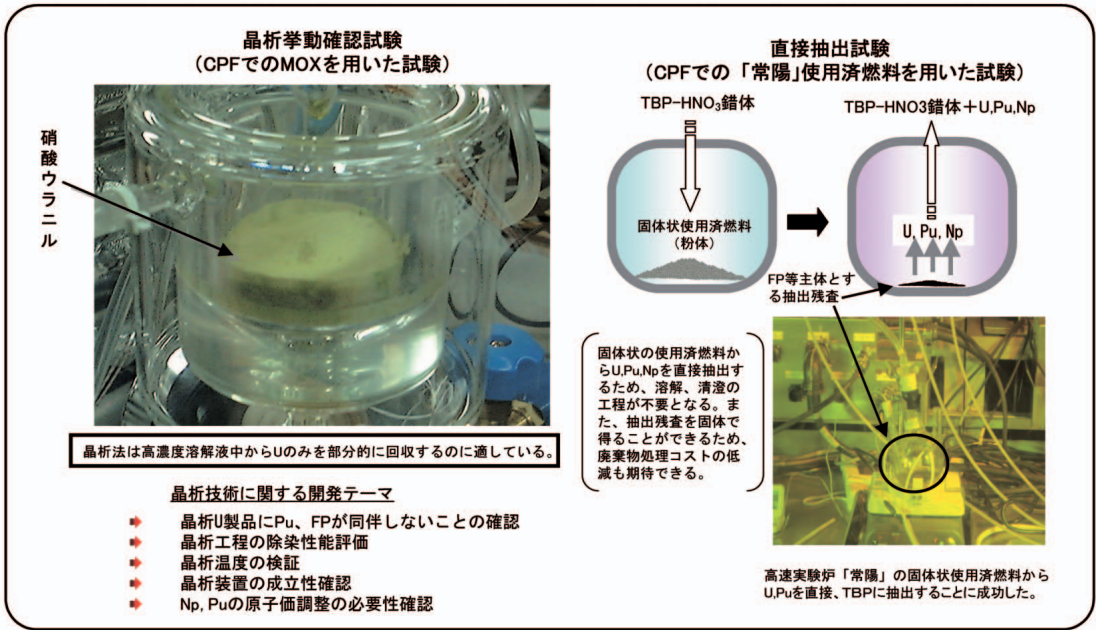 晶析挙動確認試験
(CPFでのMOXを用いた試験)
硝酸ウラニル
晶析法は高濃度溶解液中からUのみを部分的に回収するのに適している。
晶析技術に関する開発テーマ
晶析U製品にPu、FPが同伴しないことの確認
晶析工程の除染性能評価
晶析温度の検証
晶析装置の成立性確認
Np, Puの原子価調整の必要性確認
直接抽出試験
(CPFでの「常陽」使用済燃料を用いた試験)
TBP-HNO₃錯体
固体状使用済燃料
(粉体)
TBP-HNO3錯体+U,Pu,Np
U, Pu, Np
FP等主体とす
る抽出残査
固体状の使用済燃料か
らU,Pu,Npを直接抽出す
るため、溶解、清澄の
工程が不要となる。ま
た、抽出残査を固体で
得ることができるため、
廃棄物処理コストの低
減も期待できる。
高速実験炉「常陽」の固体状使用済燃料から
U,Puを直接、TBPに抽出することに成功した。